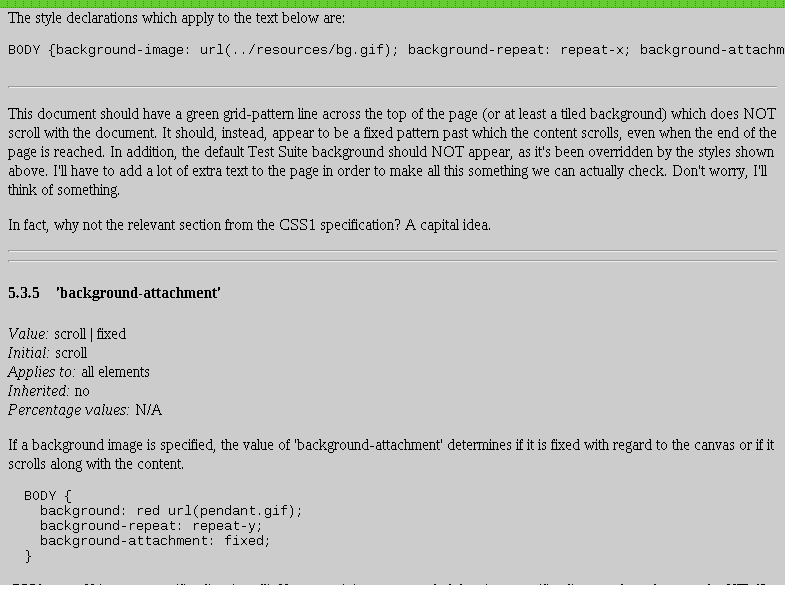 The style declarations which apply to the text below are:
BODY {background-image: url(../resources/bg.gif); background-repeat: repeat-x; background-attachm
This document should have a green grid-pattern line across the top of the page (or at least a tiled background) which does NOT
scroll with the document. It should, instead, appear to be a fixed pattern past which the content scrolls, even when the end of the
page is reached. In addition, the default Test Suite background should NOT appear, as it's been overridden by the styles shown
above. I'll have to add a lot of extra text to the page in order to make all this something we can actually check. Don't worry, I'll
think of something.
In fact, why not the relevant section from the CSS1 specification? A capital idea.
5.3.5 'background-attachment'
Value: scroll | fixed
Initial: scroll
Applies to: all elements
Inherited: no
Percentage values: N/A
If a background image is specified, the value of 'background-attachment' determines if it is fixed with regard to the canvas or if it
scrolls along with the content.
BODY {
background: red url(pendant.gif);
background-repeat: repeat-y;
background-attachment: fixed;
}